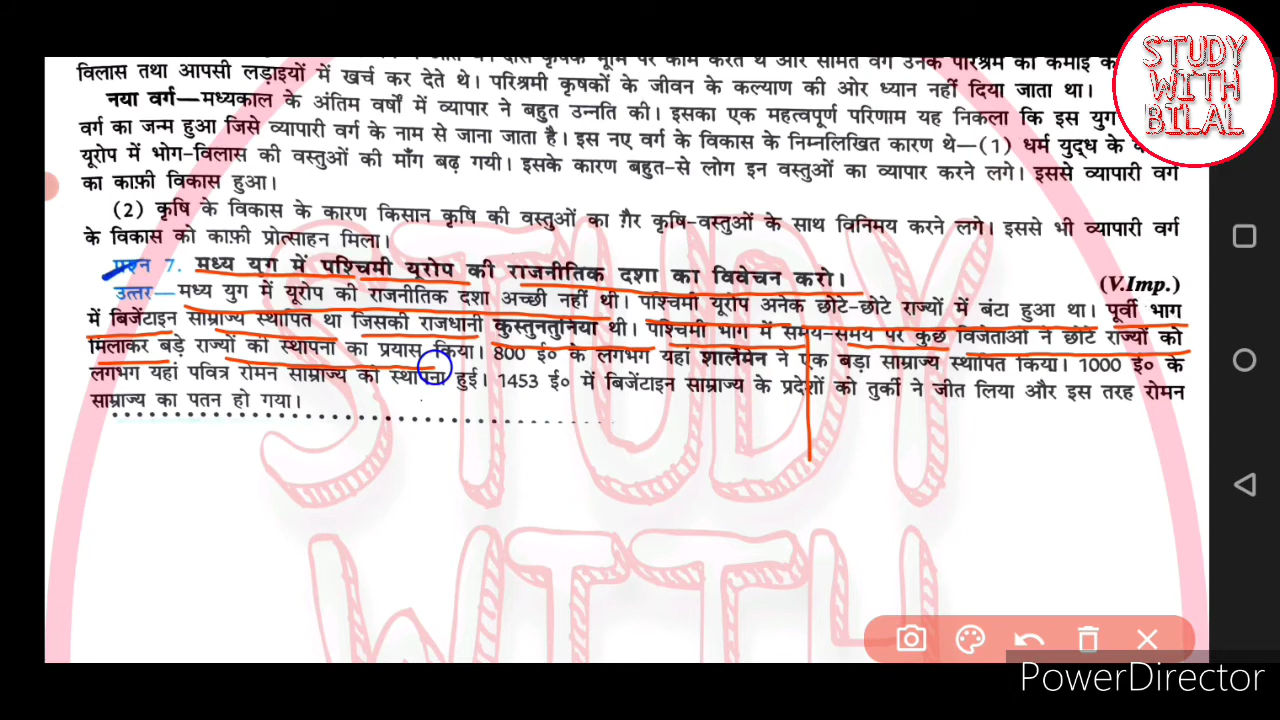 विलास तथा आपसी लड़ाइयों में खर्च कर देते थे। परिश्रमी कृषकों के जीवन के कल्याण की ओर ध्यान नहीं दिया जाता था।
नया वर्ग—मध्यकाल के अंतिम वर्षों में व्यापार ने बहुत उन्नति की। इसका एक महत्वपूर्ण परिणाम यह निकला कि इस युग
वर्ग का जन्म हुआ जिसे व्यापारी वर्ग के नाम से जाना जाता है। इस नए वर्ग के विकास के निम्नलिखित कारण थे—(1) धर्म युद्ध के
यूरोप में भोग-विलास की वस्तुओं की माँग बढ़ गयी। इसके कारण बहुत-से लोग इन वस्तुओं का व्यापार करने लगे। इससे व्यापारी वर्ग
का काफ़ी विकास हुआ।
(2) कृषि के विकास के कारण किसान कृषि की वस्तुओं का ग़ैर कृषि-वस्तुओं के साथ विनिमय करने लगे। इससे भी व्यापारी वर्ग
के विकास को काफ़ी प्रोत्साहन मिला।
प्रश्न 7. मध्य युग में पश्चिमी यूरोप की राजनीतिक दशा का विवेचन करो। (V.Imp.)
उत्तर—मध्य युग में यूरोप की राजनीतिक दशा अच्छी नहीं थी। पश्चिमी यूरोप अनेक छोटे-छोटे राज्यों में बंटा हुआ था। पूर्वी भाग
में बिजेंटाइन साम्राज्य स्थापित था जिसकी राजधानी कुस्तुनतुनिया थी। पश्चिमी भाग में समय-समय पर कुछ विजेताओं ने छोटे राज्यों को
मिलाकर बड़े राज्यों की स्थापना का प्रयास किया। 800 ई० के लगभग यहां शार्लेमेन ने एक बड़ा साम्राज्य स्थापित किया। 1000 ई० के
लगभग यहां पवित्र रोमन साम्राज्य की स्थापना हुई। 1453 ई० में बिजेंटाइन साम्राज्य के प्रदेशों को तुर्कों ने जीत लिया और इस तरह रोमन
साम्राज्य का पतन हो गया।
STUDY
WITH
BILAL
STUDY
WITH
PowerDirector